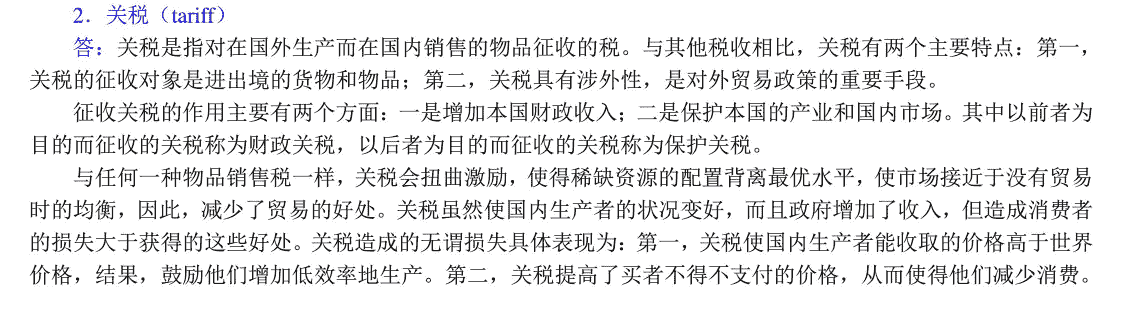 2．关税（tariff）
答：关税是指对在国外生产而在国内销售的物品征收的税。与其他税收相比，关税有两个主要特点：第一，
关税的征收对象是进出境的货物和物品；第二，关税具有涉外性，是对外贸易政策的重要手段。
征收关税的作用主要有两个方面：一是增加本国财政收入；二是保护本国的产业和国内市场。其中以前者为
目的而征收的关税称为财政关税，以后者为目的而征收的关税称为保护关税。
与任何一种物品销售税一样，关税会扭曲激励，使得稀缺资源的配置背离最优水平，使市场接近于没有贸易
时的均衡，因此，减少了贸易的好处。关税虽然使国内生产者的状况变好，而且政府增加了收入，但造成消费者
的损失大于获得的这些好处。关税造成的无谓损失具体表现为：第一，关税使国内生产者能收取的价格高于世界
价格，结果，鼓励他们增加低效率地生产。第二，关税提高了买者不得不支付的价格，从而使得他们减少消费。